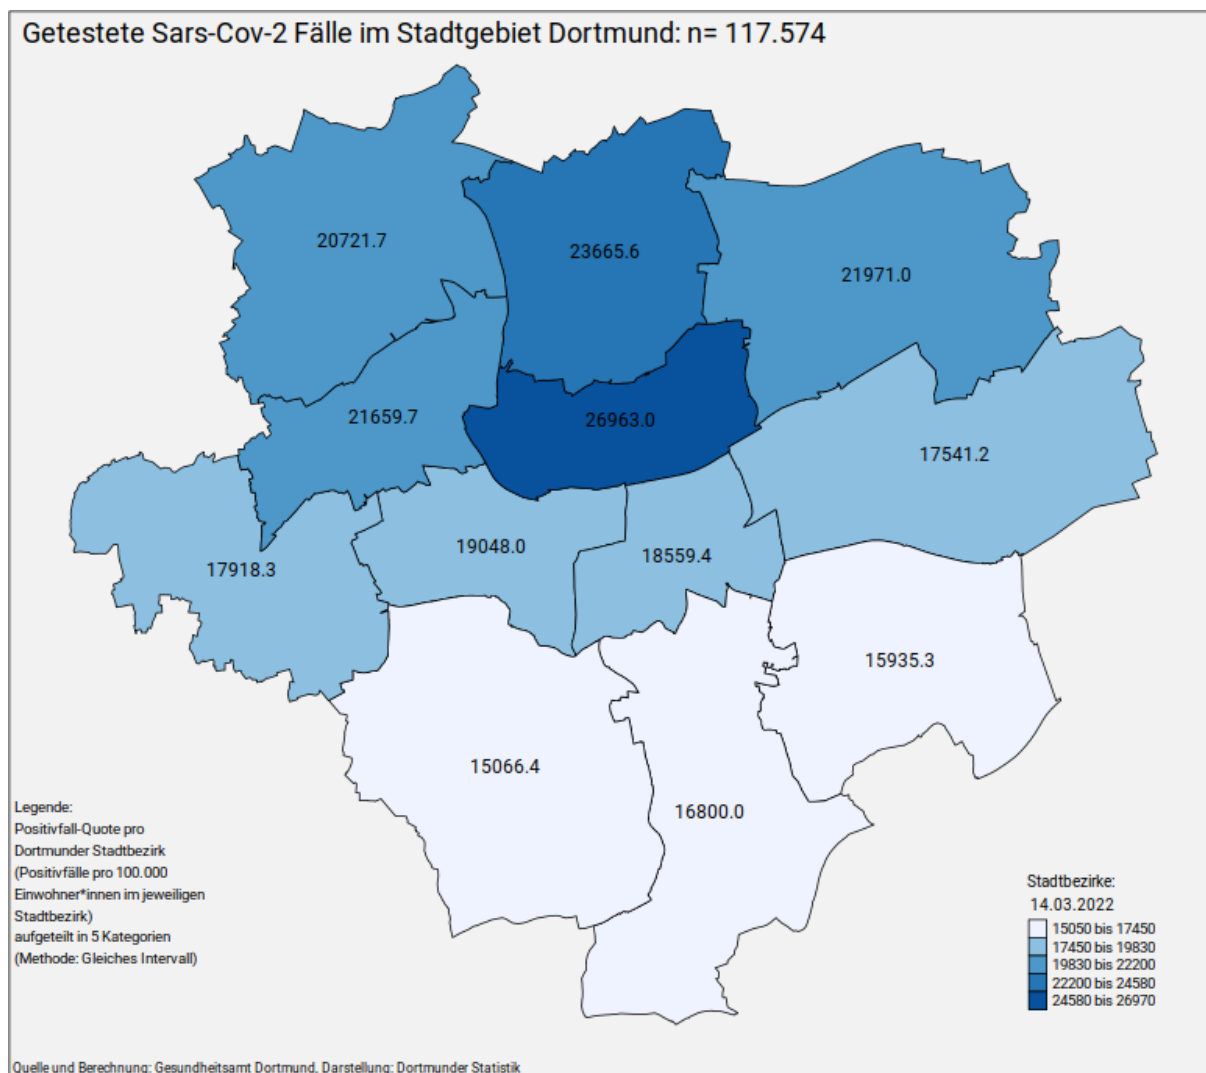 Getestete Sars-Cov-2 Fälle im Stadtgebiet Dortmund: n= 117.574
20721.7
23665.6
21971.0
21659.7
26963.0
17541.2
17918.3
19048.0
18559.4
15935.3
15066.4
16800.0
Legende:
Positivfall-Quote pro
Dortmunder Stadtbezirk
(Positivfälle pro 100.000
Einwohner*innen im jeweiligen
Stadtbezirk)
aufgeteilt in 5 Kategorien
(Methode: Gleiches Intervall)
Stadtbezirke:
14.03.2022
15050 bis 17450
17450 bis 19830
19830 bis 22200
22200 bis 24580
24580 bis 26970
Quelle und Berechnung: Gesundheitsamt Dortmund, Darstellung: Dortmunder Statistik